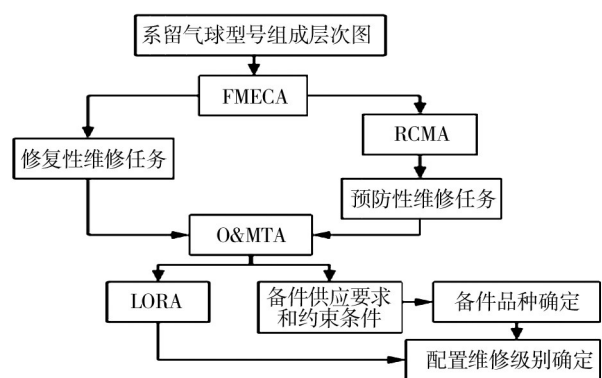 系留气球型号组成层次图
FMECA
RCMA
修复性维修任务
预防性维修任务
O&MTA
LORA
备件供应要求
和约束条件
备件品种确定
配置维修级别确定